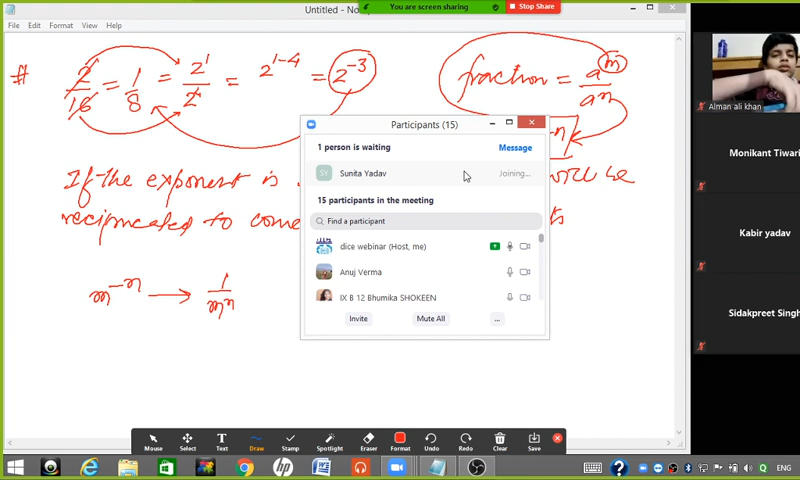 Untitled - No
You are screen sharing
Stop Share
File Edit Format View Help
# 2/16 = 1/8 = 2^1/2^4 = 2^1-4 = 2^-3
fraction = a^m/a^n
-n
If the exponent is
will be
reciprocated to
m^-n → 1/m^n
Participants (15)
1 person is waiting Message
SY Sunita Yadav Joining...
15 participants in the meeting
Find a participant
dice webinar (Host, me)
Anuj Verma
IX B 12 Bhumika SHOKEEN
Invite Mute All ...
Alman ali khan
Monikant Tiwari
Kabir yadav
Sidakpreet Singh
Mouse Select Text Draw Stamp Spotlight Eraser Format Undo Redo Clear Save
hp
ENG